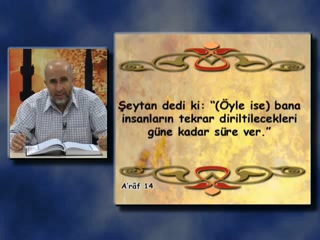 Şeytan dedi ki: “(Öyle ise) bana
insanların tekrar diriltilecekleri
güne kadar süre ver.”
A'râf 14